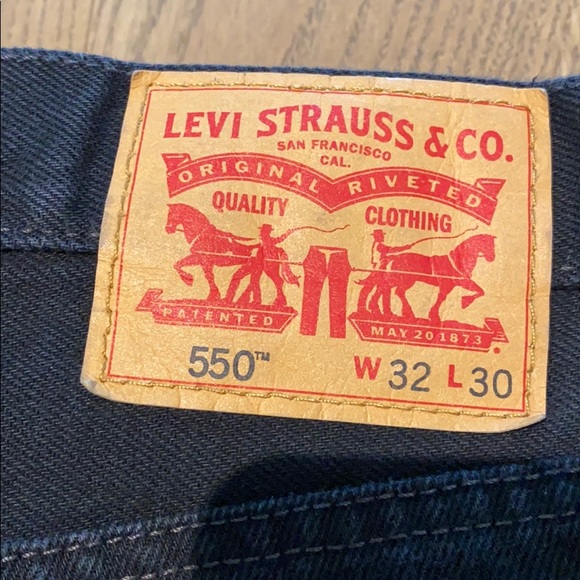 LEVI STRAUSS & CO.
SAN FRANCISCO
CAL.
ORIGINAL RIVETED
QUALITY CLOTHING
PATENTED MAY 20 1873
550™ W 32 L 30